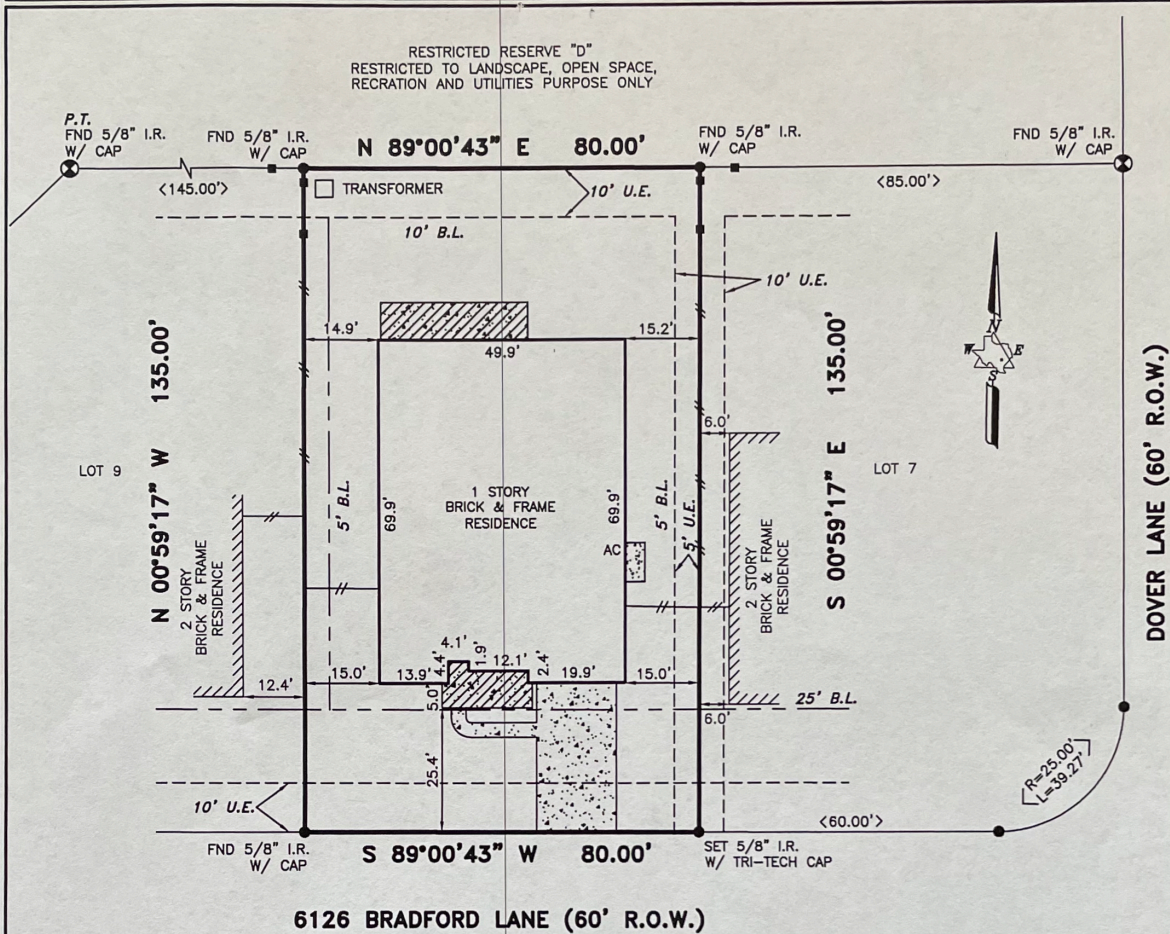 RESTRICTED RESERVE "D"
RESTRICTED TO LANDSCAPE, OPEN SPACE,
RECRATION AND UTILITIES PURPOSE ONLY
P.T.
FND 5/8" I.R.
W/ CAP
FND 5/8" I.R.
W/ CAP
N 89°00'43" E 80.00'
FND 5/8" I.R.
W/ CAP
FND 5/8" I.R.
W/ CAP
<145.00'>
TRANSFORMER
10' U.E.
<85.00'>
10' B.L.
10' U.E.
14.9'
49.9'
15.2'
N
W
E
S
N 00°59'17" W 135.00'
S 00°59'17" E 135.00'
DOVER LANE (60' R.O.W.)
6.0'
LOT 9
LOT 7
5' B.L.
69.9'
1 STORY
BRICK & FRAME
RESIDENCE
69.9'
5' B.L.
5' U.E.
AC
2 STORY
BRICK & FRAME
RESIDENCE
2 STORY
BRICK & FRAME
RESIDENCE
12.4'
15.0'
13.9'
4.4'
4.1'
1.9'
12.1'
2.4'
19.9'
15.0'
5.0'
25' B.L.
6.0'
25.4'
R=25.00'
L=39.27'
10' U.E.
<60.00'>
FND 5/8" I.R.
W/ CAP
S 89°00'43" W 80.00'
SET 5/8" I.R.
W/ TRI-TECH CAP
6126 BRADFORD LANE (60' R.O.W.)